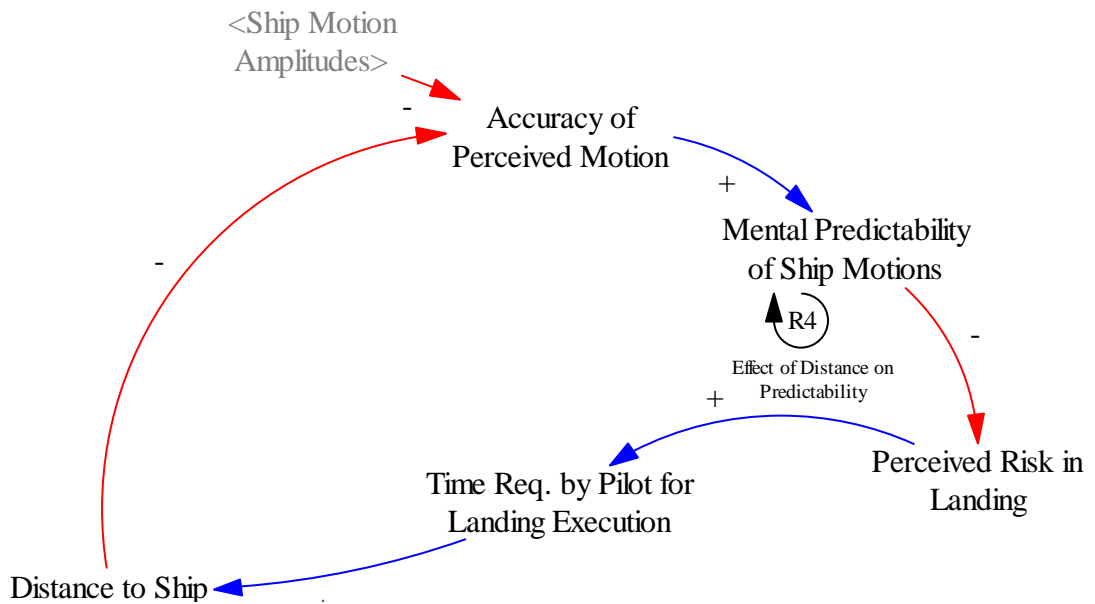 <Ship Motion
Amplitudes>
-
Accuracy of
Perceived Motion
+
Mental Predictability
of Ship Motions
-
R4
-
Effect of Distance on
Predictability
+
Perceived Risk in
Landing
Time Req. by Pilot for
Landing Execution
Distance to Ship